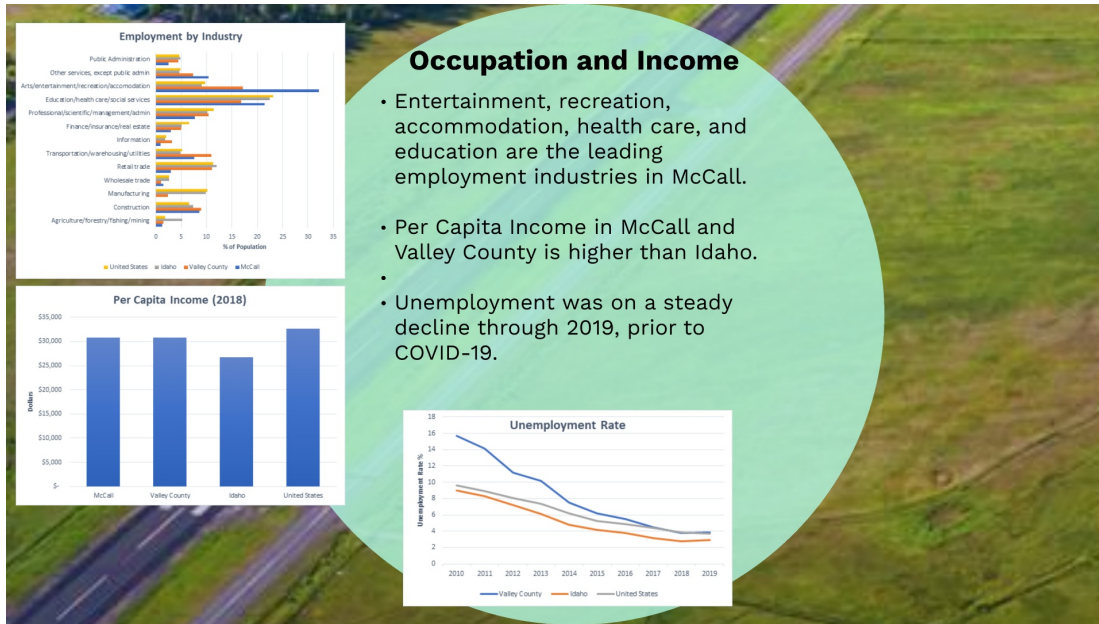 Employment by Industry
Public Administration
Other services, except public admin
Arts/entertainment/recreation/accomodation
Education/health care/social services
Professional/scientific/management/admin
Finance/insurance/real estate
Information
Transportation/warehousing/utilities
Retail trade
Wholesale trade
Manufacturing
Construction
Agriculture/forestry/fishing/mining
0 5 10 15 20 25 30 35
% of Population
United States Idaho Valley County McCall
Per Capita Income (2018)
$35,000
$30,000
$25,000
$20,000
$15,000
$10,000
$5,000
$-
Dollars
McCall Valley County Idaho United States
Occupation and Income
• Entertainment, recreation,
accommodation, health care, and
education are the leading
employment industries in McCall.
• Per Capita Income in McCall and
Valley County is higher than Idaho.
•
• Unemployment was on a steady
decline through 2019, prior to
COVID-19.
Unemployment Rate
18
16
14
12
10
8
6
4
2
0
Unemployment Rate %
2010 2011 2012 2013 2014 2015 2016 2017 2018 2019
Valley County Idaho United States